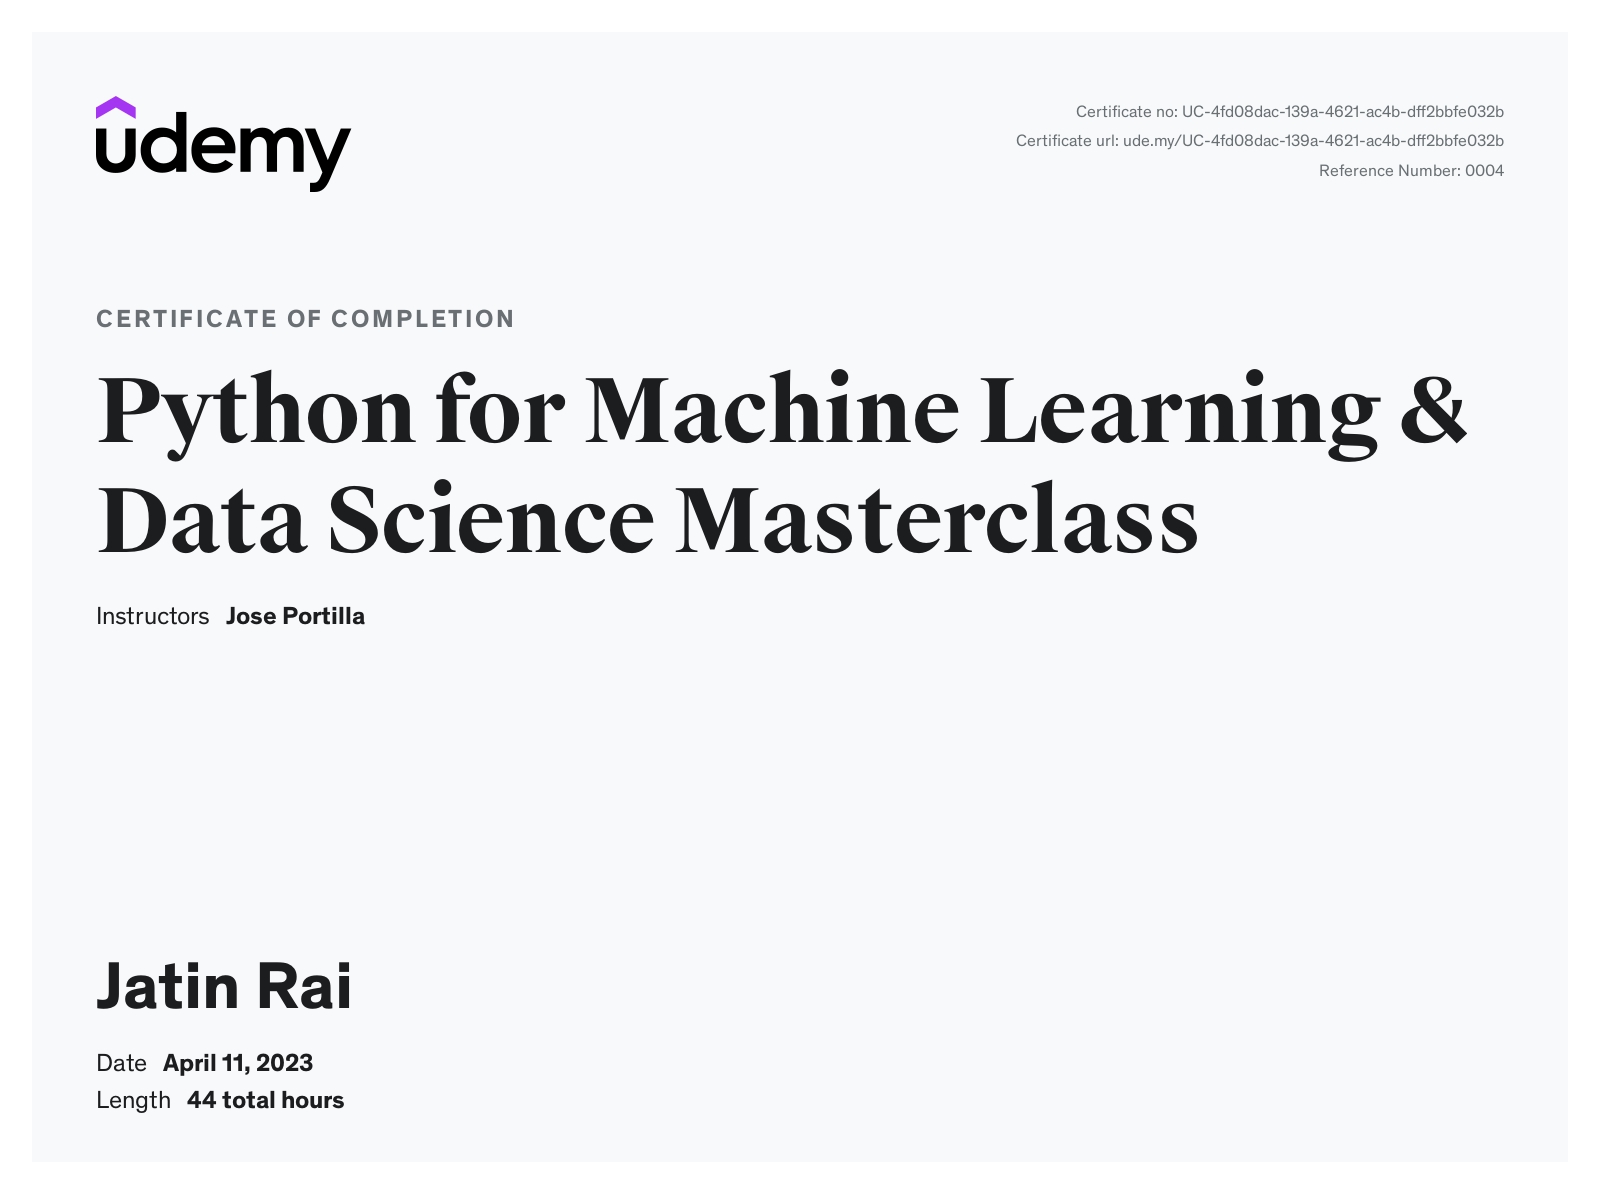 udemy
Certificate no: UC-4fd08dac-139a-4621-ac4b-dff2bbfe032b
Certificate url: ude.my/UC-4fd08dac-139a-4621-ac4b-dff2bbfe032b
Reference Number: 0004
CERTIFICATE OF COMPLETION
Python for Machine Learning &
Data Science Masterclass
Instructors Jose Portilla
Jatin Rai
Date April 11, 2023
Length 44 total hours